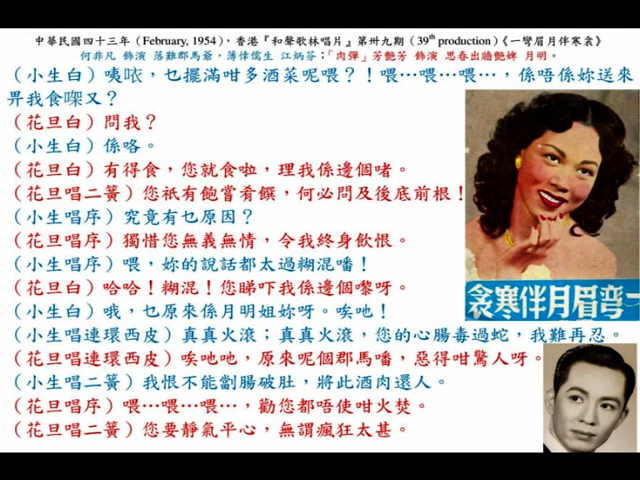 中華民國四十三年（February, 1954），香港『和聲歌林唱片』第卅九期（39th production）《一彎眉月伴寒衾》
何非凡 飾演 落難郡馬爺，薄倖儒生 江炳芬；「肉彈」芳艷芳 飾演 思春出牆艷婢 月明。
（小生白）咦吙，乜擺滿咁多酒菜呢喂？！喂⋯喂⋯喂⋯，係唔係妳送來
畀我食㗎又？
（花旦白）問我？
（小生白）係咯。
（花旦白）有得食，您就食啦，理我係邊個啫。
（花旦唱二簧）您祇有飽嘗肴饌，何必問及後底前根！
（小生唱序）究竟有乜原因？
（花旦唱序）獨惜您無義無情，令我終身飲恨。
（小生唱序）喂，妳的說話都太過糊混噃！
（花旦白）哈哈！糊混！您睇吓我係邊個嚟呀。
（小生白）哦，乜原來係月明姐妳呀。唉吔！
（小生唱連環西皮）真真火滾；真真火滾，您的心腸毒過蛇，我難再忍。
（花旦唱連環西皮）唉吔吔，原來呢個郡馬噃，惡得咁驚人呀。
（小生唱二簧）我恨不能劏腸破肚，將此酒肉還人。
（花旦唱序）喂⋯喂⋯喂⋯，勸您都唔使咁火焚。
（花旦唱二簧）您要靜氣平心，無謂瘋狂太甚。
衾寒伴月眉弯一